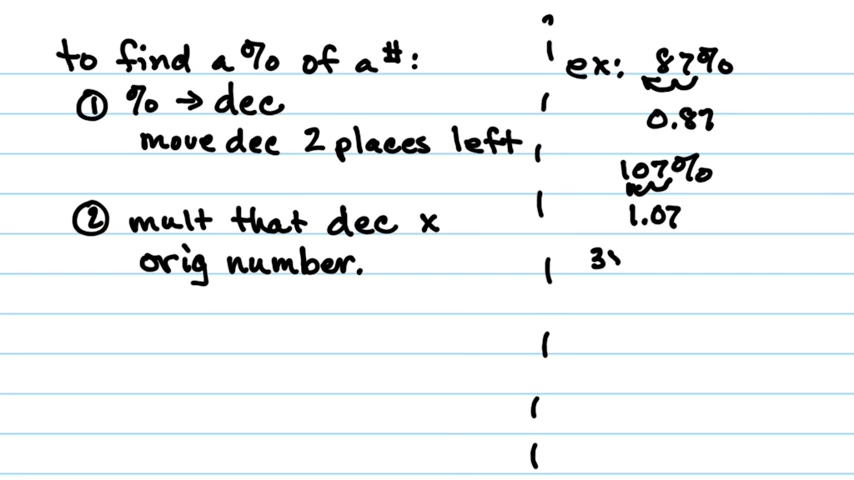 to find a % of a #:
① % → dec
move dec 2 places left
② mult that dec x
orig number.
ex: 87%
0.87
107%
1.07